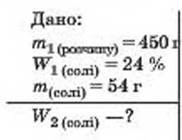 Дано:
m1 (розчину) = 450 г
W1 (солі) = 24 %
m(солі) = 54 г
W2 (солі) —?